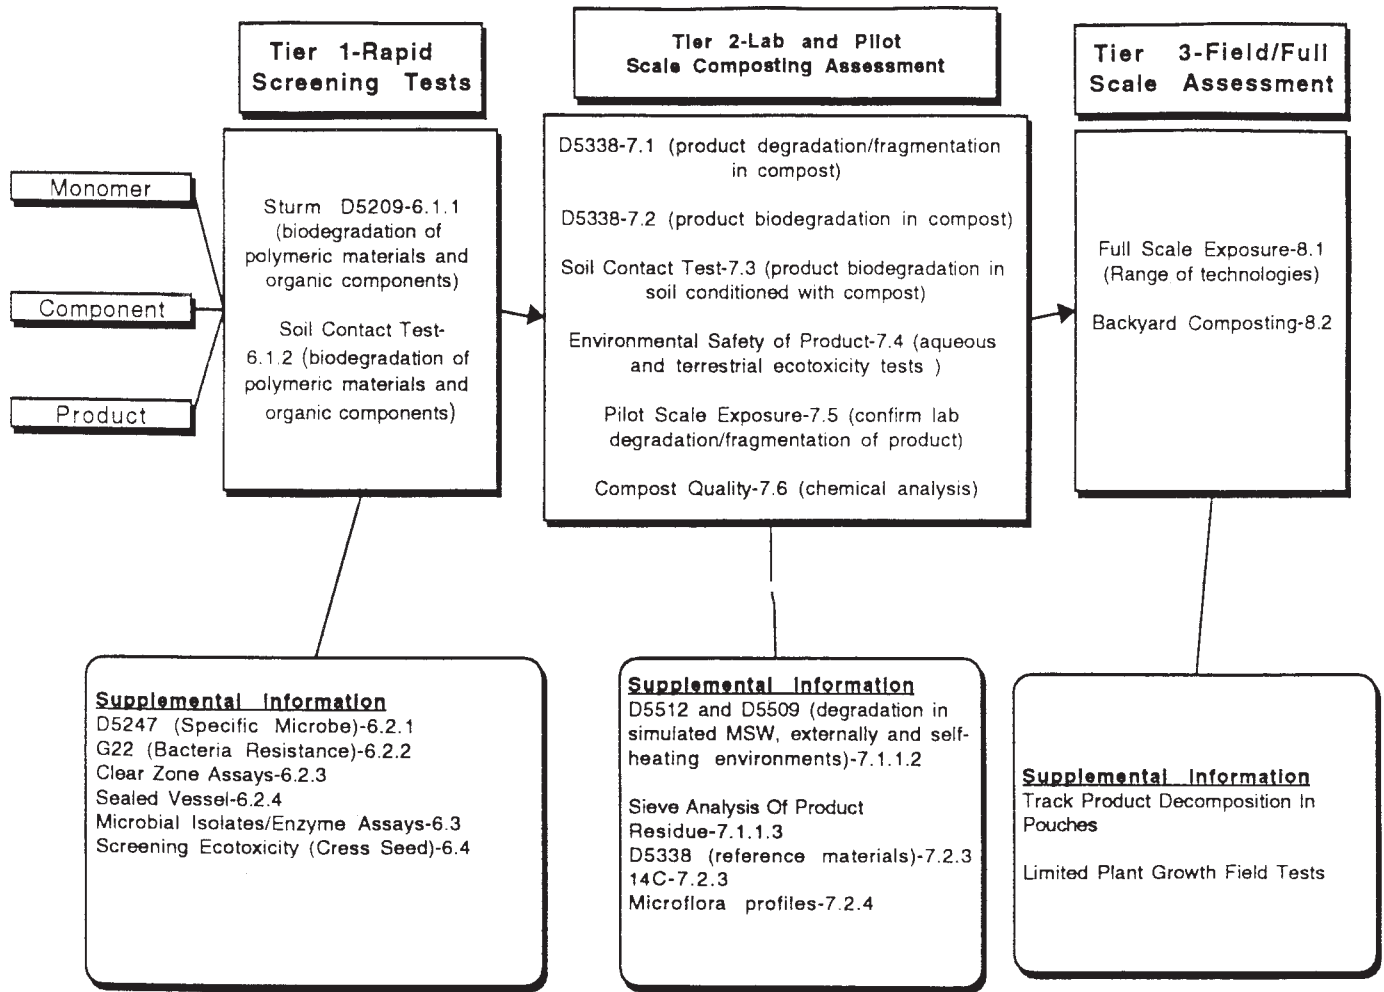 Tier 1-Rapid
Screening Tests
Tier 2-Lab and Pilot
Scale Composting Assessment
Tier 3-Field/Full
Scale Assessment
Monomer
Component
Product
Sturm D5209-6.1.1
(biodegradation of
polymeric materials and
organic components)
Soil Contact Test-
6.1.2 (biodegradation of
polymeric materials and
organic components)
D5338-7.1 (product degradation/fragmentation
in compost)
D5338-7.2 (product biodegradation in compost)
Soil Contact Test-7.3 (product biodegradation in
soil conditioned with compost)
Environmental Safety of Product-7.4 (aqueous
and terrestrial ecotoxicity tests )
Pilot Scale Exposure-7.5 (confirm lab
degradation/fragmentation of product)
Compost Quality-7.6 (chemical analysis)
Full Scale Exposure-8.1
(Range of technologies)
Backyard Composting-8.2
Supplemental Information
D5247 (Specific Microbe)-6.2.1
G22 (Bacteria Resistance)-6.2.2
Clear Zone Assays-6.2.3
Sealed Vessel-6.2.4
Microbial Isolates/Enzyme Assays-6.3
Screening Ecotoxicity (Cress Seed)-6.4
Supplemental Information
D5512 and D5509 (degradation in
simulated MSW, externally and self-
heating environments)-7.1.1.2
Sieve Analysis Of Product
Residue-7.1.1.3
D5338 (reference materials)-7.2.3
14C-7.2.3
Microflora profiles-7.2.4
Supplemental Information
Track Product Decomposition In
Pouches
Limited Plant Growth Field Tests